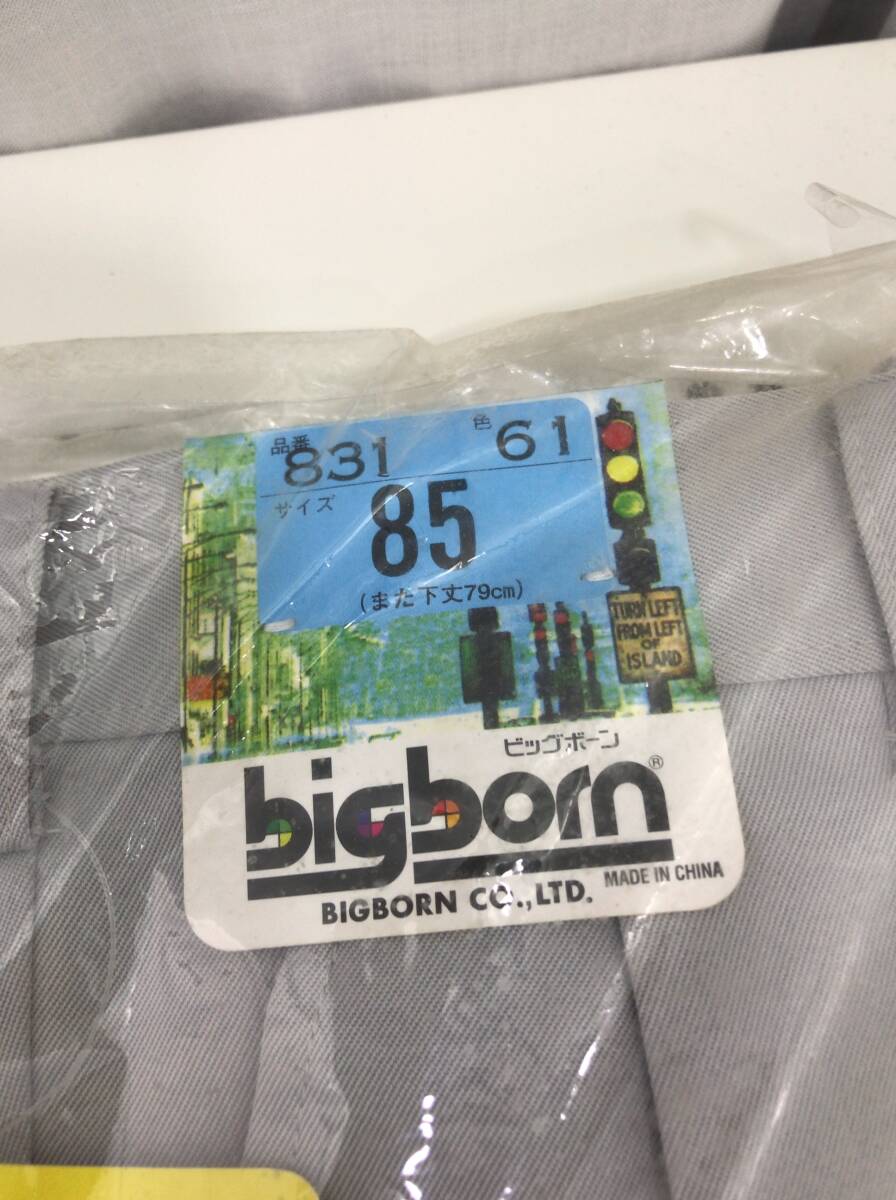 品番 831 色 61
サイズ 85
(また下丈79cm)
TURN LEFT
FROM LEFT
OF
ISLAND
ビッグボーン
bigborn®
MADE IN CHINA
BIGBORN CO.,LTD.